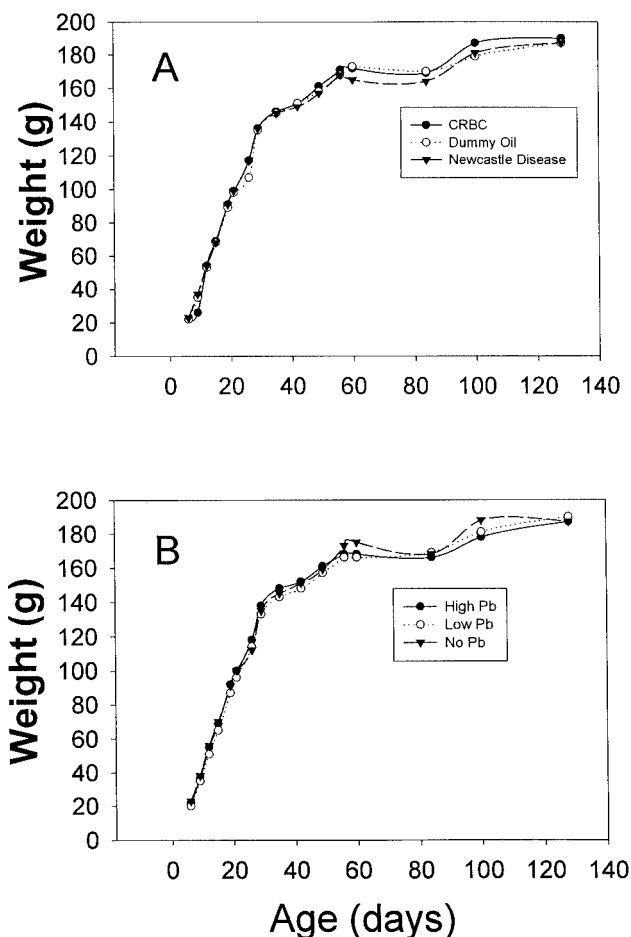 A
Weight (g)
200
180
160
140
120
100
80
60
40
20
0
CRBC
Dummy Oil
Newcastle Disease
0 20 40 60 80 100 120 140
B
Weight (g)
200
180
160
140
120
100
80
60
40
20
0
High Pb
Low Pb
No Pb
0 20 40 60 80 100 120 140
Age (days)